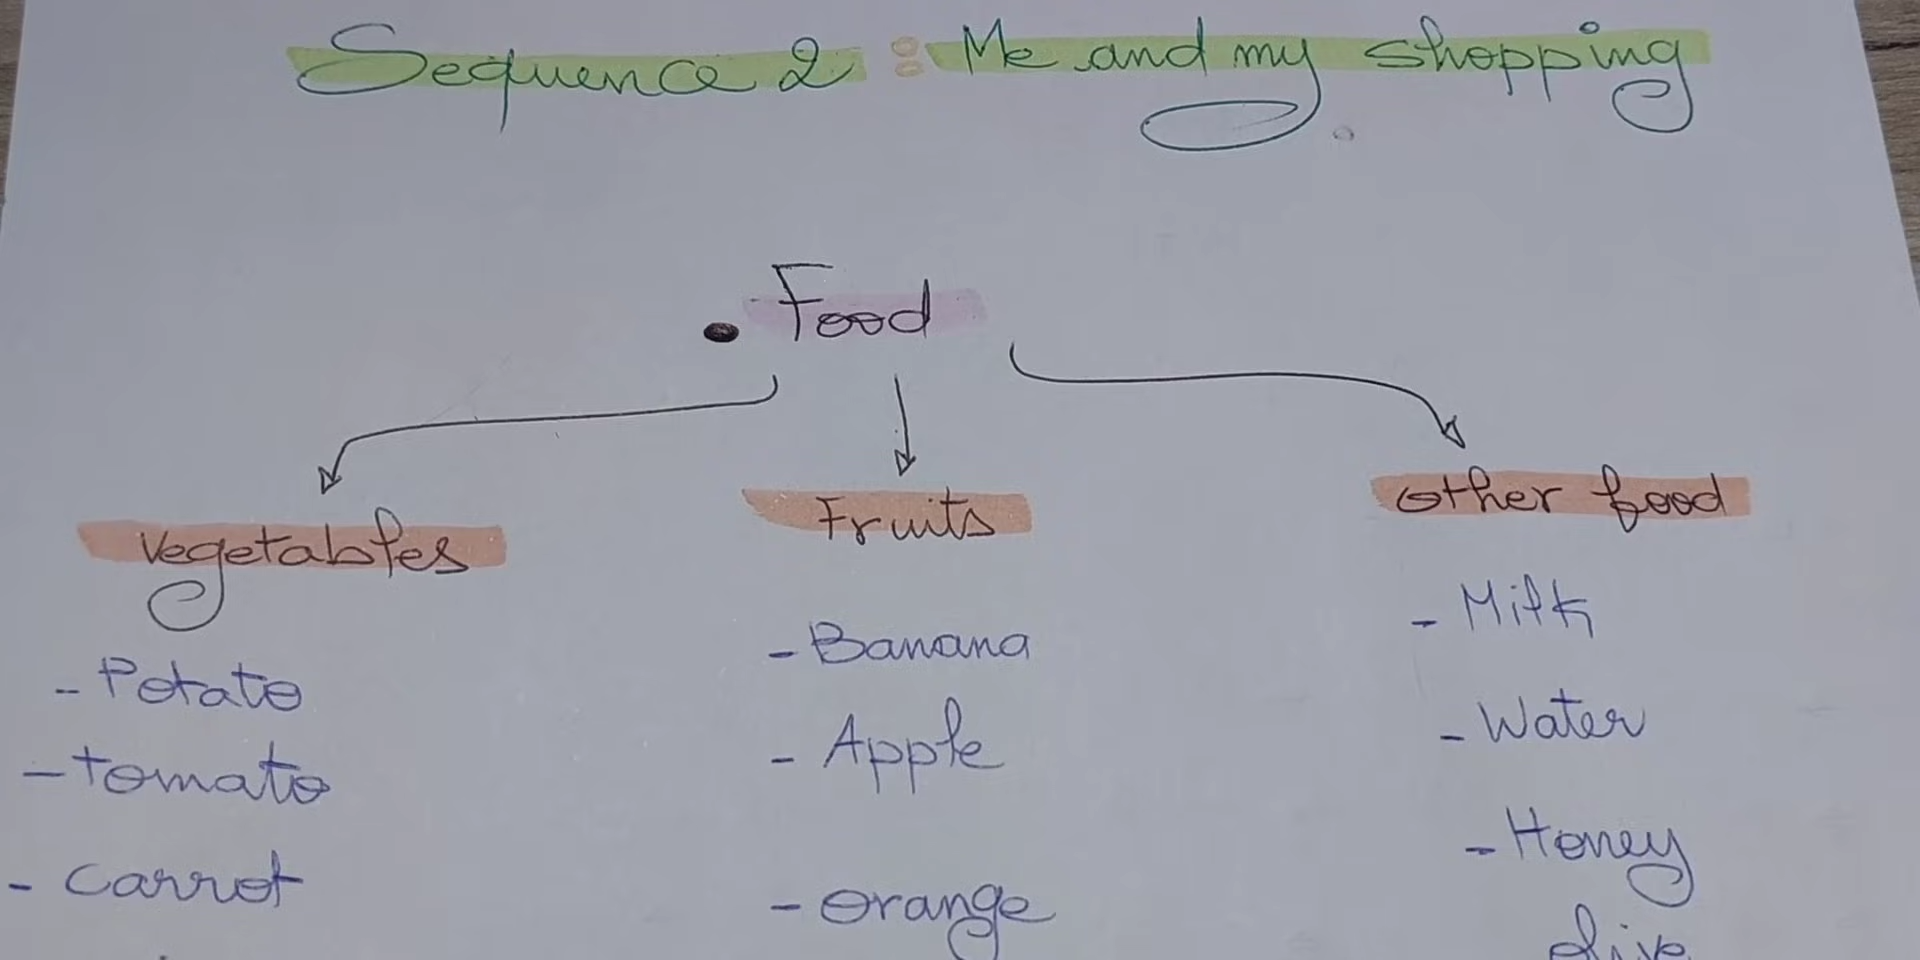 Sequence 2 : Me and my shopping
. Food
Vegetables
- Potato
- tomato
- Carrot
Fruits
- Banana
- Apple
- Orange
Other food
- Milk
- Water
- Honey
olive